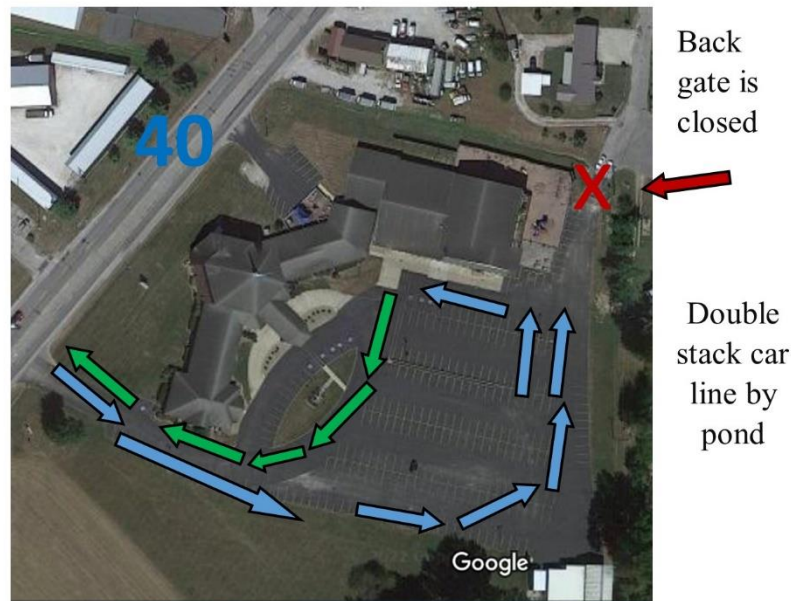 Back
gate is
closed
40
X
Double
stack car
line by
pond
Google